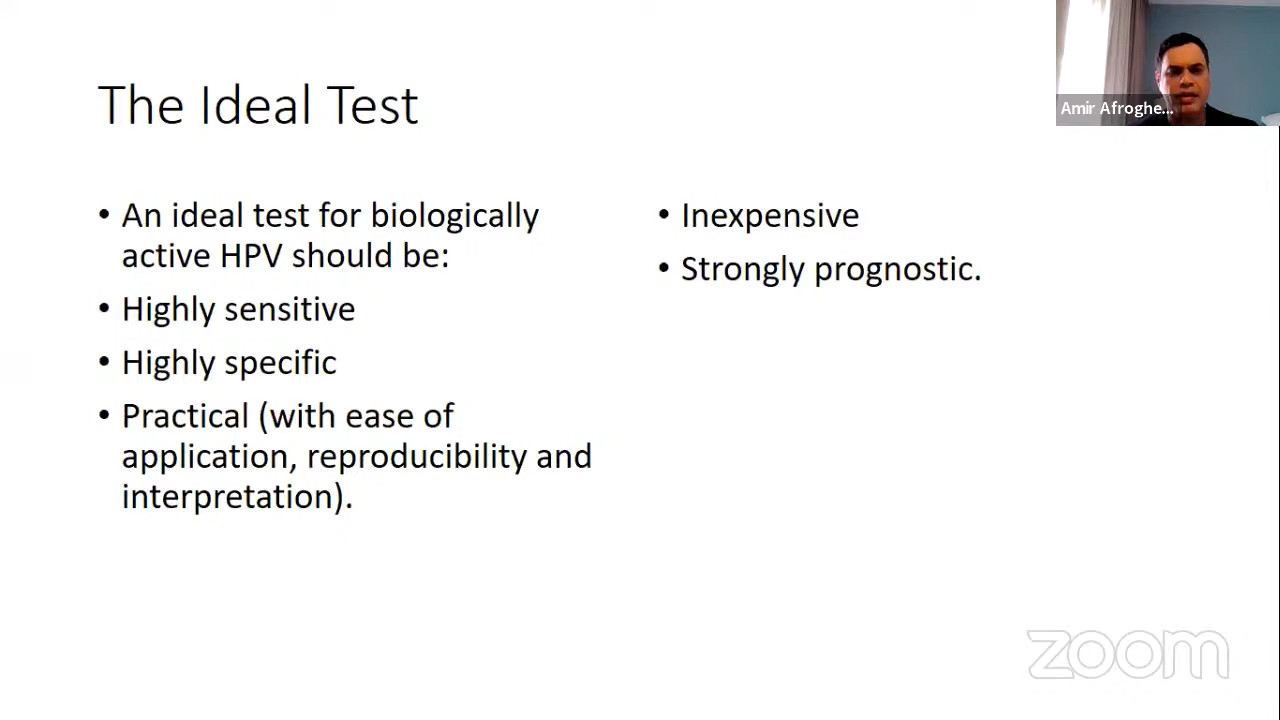 The Ideal Test
• An ideal test for biologically
active HPV should be:
• Highly sensitive
• Highly specific
• Practical (with ease of
application, reproducibility and
interpretation).
• Inexpensive
• Strongly prognostic.
Amir Afroghe...
zoom